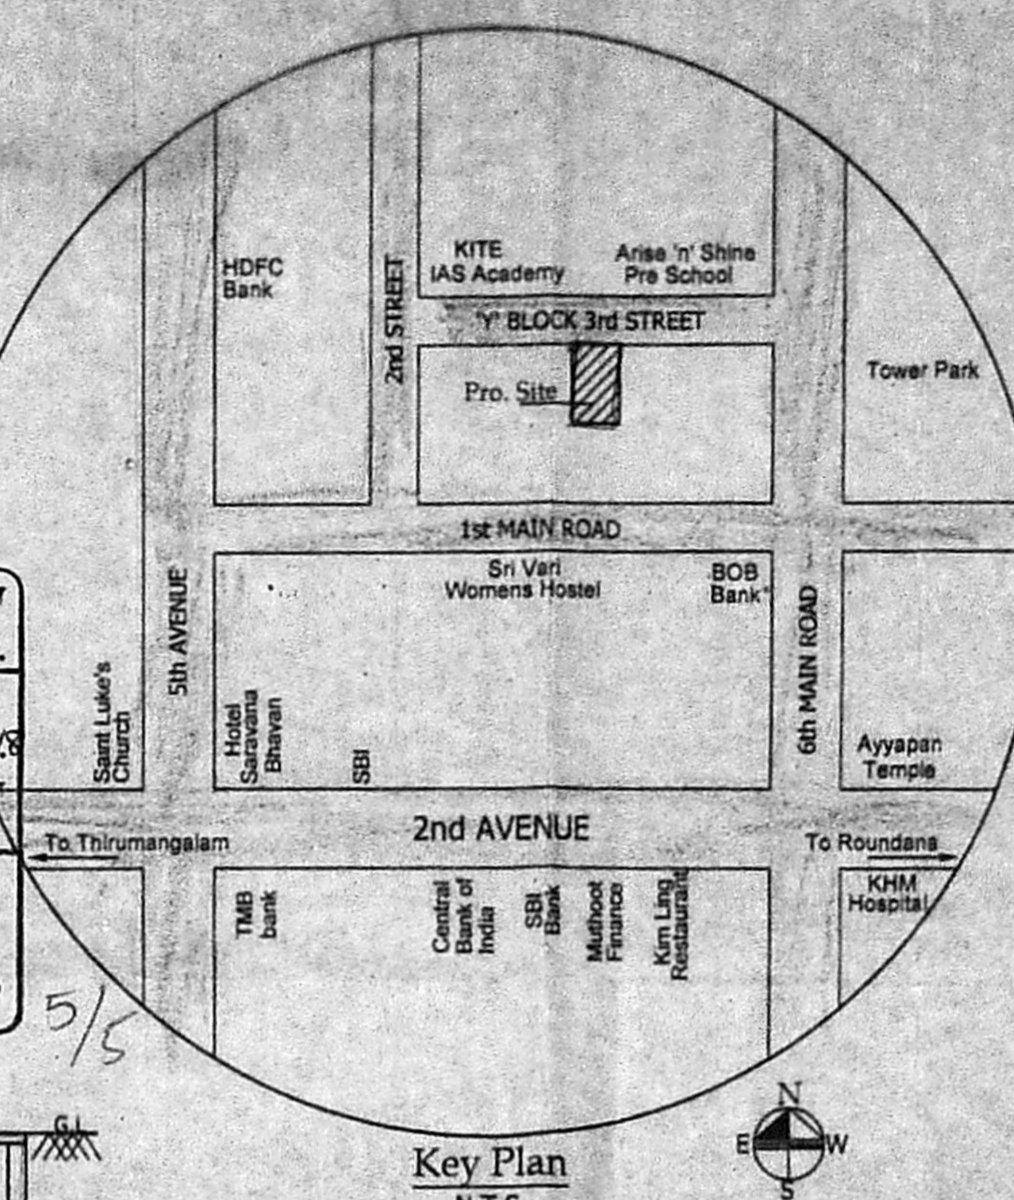 KITE
IAS Academy
Arise 'n' Shine
Pre School
HDFC
Bank
2nd STREET
'Y' BLOCK 3rd STREET
Pro. Site
Tower Park
1st MAIN ROAD
Sri Vari
Womens Hostel
BOB
Bank
5th AVENUE
6th MAIN ROAD
Saint Luke's
Church
Hotel
Saravana
Bhavan
SBI
Ayyapan
Temple
2nd AVENUE
To Thirumangalam
To Roundana
TMB
bank
Central
Bank of
India
SBI
Bank
Muthoot
Finance
Kim Ling
Restaurant
KHM
Hospital
5/5
G.L
N
E W
S
Key Plan